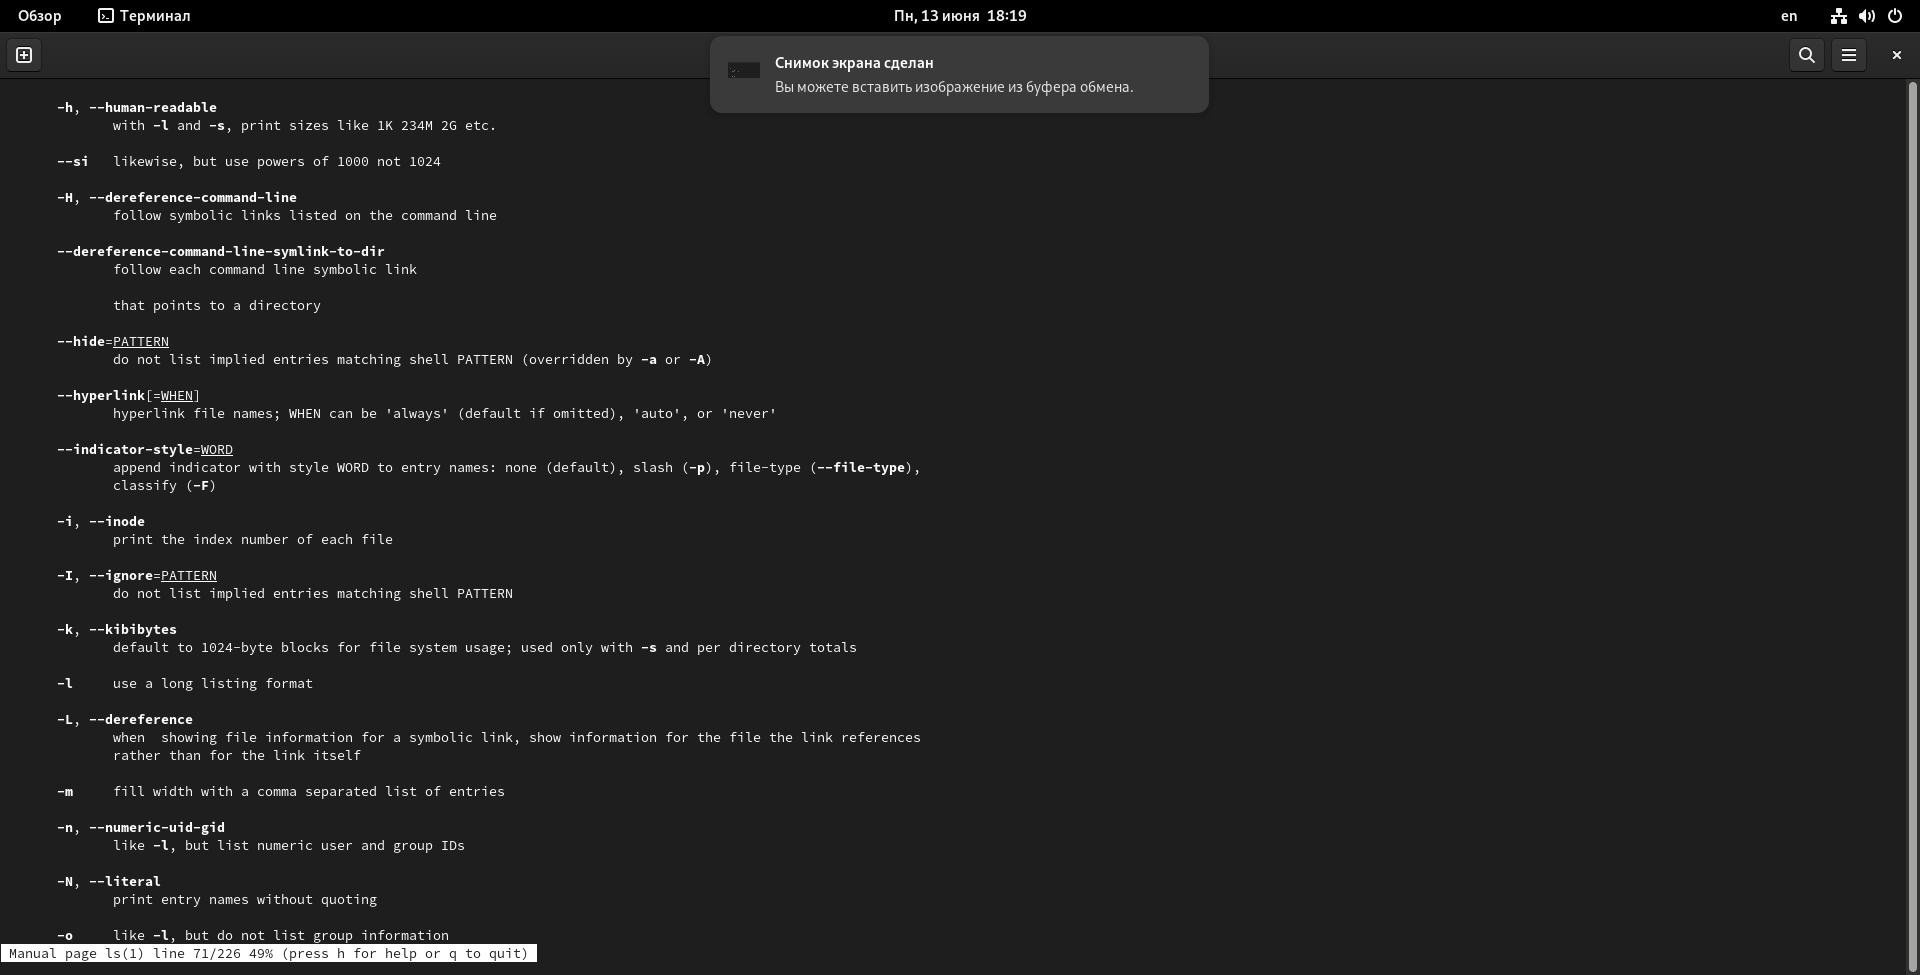 Обзор
Терминал
Пн, 13 июня 18:19
en
Снимок экрана сделан
Вы можете вставить изображение из буфера обмена.
-h, --human-readable
with -l and -s, print sizes like 1K 234M 2G etc.
--si likewise, but use powers of 1000 not 1024
-H, --dereference-command-line
follow symbolic links listed on the command line
--dereference-command-line-symlink-to-dir
follow each command line symbolic link
that points to a directory
--hide=PATTERN
do not list implied entries matching shell PATTERN (overridden by -a or -A)
--hyperlink[=WHEN]
hyperlink file names; WHEN can be 'always' (default if omitted), 'auto', or 'never'
--indicator-style=WORD
append indicator with style WORD to entry names: none (default), slash (-p), file-type (--file-type),
classify (-F)
-i, --inode
print the index number of each file
-I, --ignore=PATTERN
do not list implied entries matching shell PATTERN
-k, --kibibytes
default to 1024-byte blocks for file system usage; used only with -s and per directory totals
-l use a long listing format
-L, --dereference
when  showing file information for a symbolic link, show information for the file the link references
rather than for the link itself
-m fill width with a comma separated list of entries
-n, --numeric-uid-gid
like -l, but list numeric user and group IDs
-N, --literal
print entry names without quoting
-o like -l, but do not list group information
Manual page ls(1) line 71/226 49% (press h for help or q to quit)